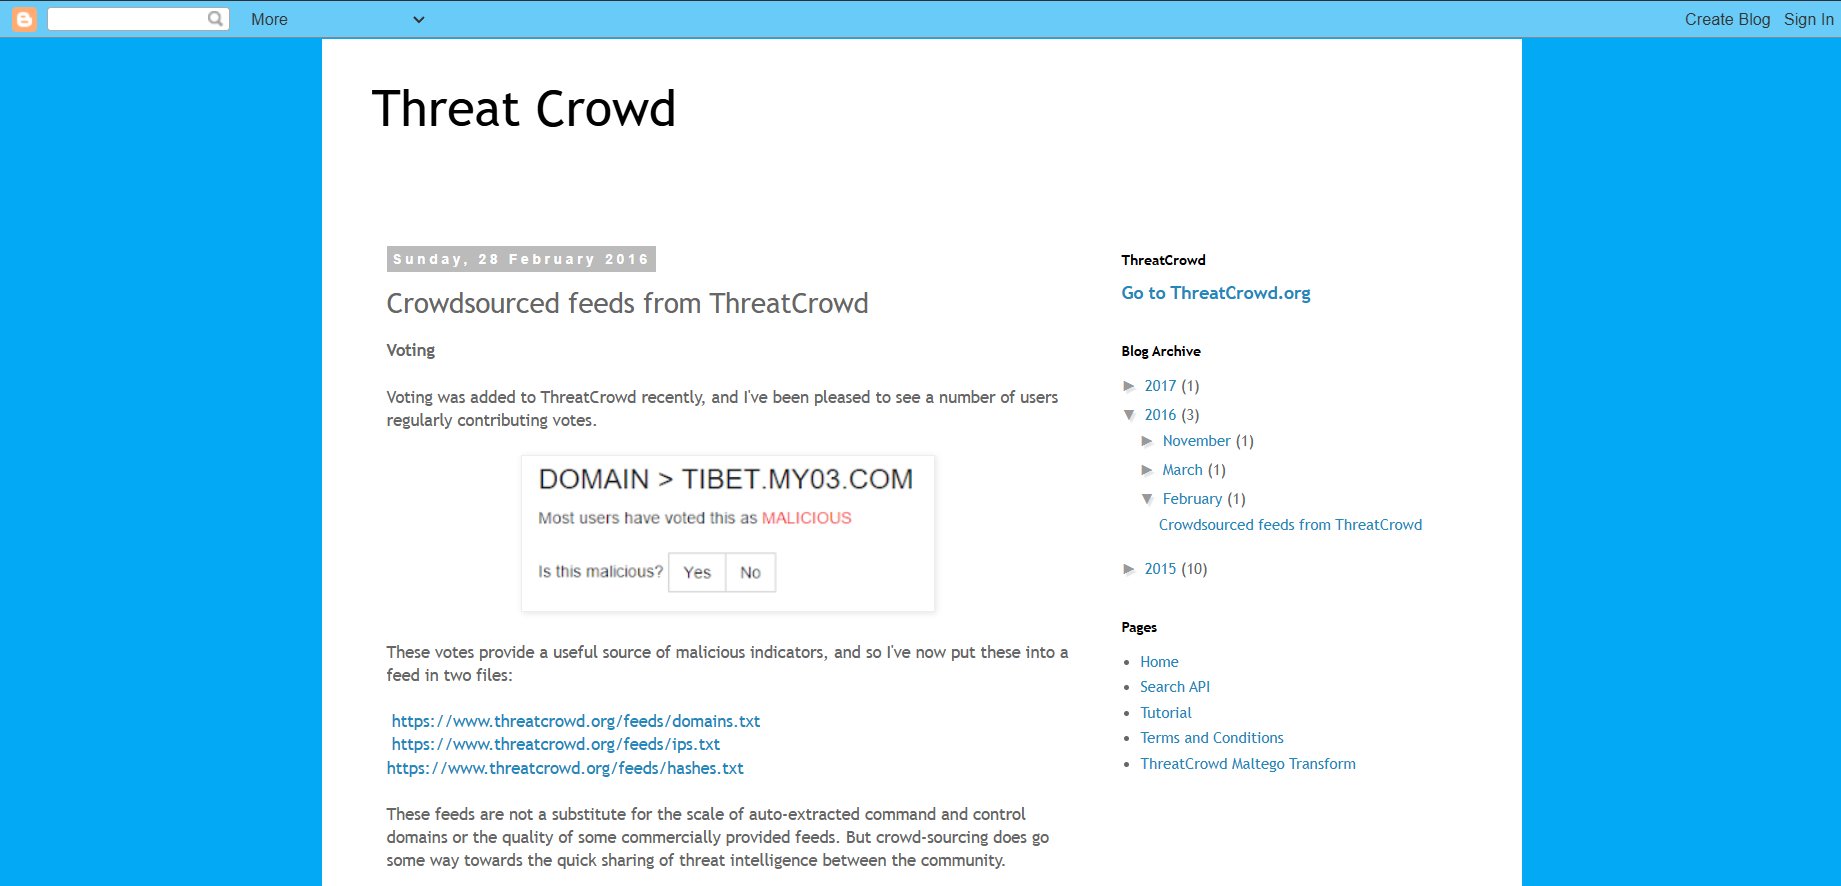 More
Create Blog Sign In
Threat Crowd
Sunday, 28 February 2016
Crowdsourced feeds from ThreatCrowd
Voting
Voting was added to ThreatCrowd recently, and I've been pleased to see a number of users
regularly contributing votes.
DOMAIN > TIBET.MY03.COM
Most users have voted this as MALICIOUS
Is this malicious? Yes No
These votes provide a useful source of malicious indicators, and so I've now put these into a
feed in two files:
https://www.threatcrowd.org/feeds/domains.txt
https://www.threatcrowd.org/feeds/ips.txt
https://www.threatcrowd.org/feeds/hashes.txt
These feeds are not a substitute for the scale of auto-extracted command and control
domains or the quality of some commercially provided feeds. But crowd-sourcing does go
some way towards the quick sharing of threat intelligence between the community.
ThreatCrowd
Go to ThreatCrowd.org
Blog Archive
► 2017 (1)
▼ 2016 (3)
► November (1)
► March (1)
▼ February (1)
Crowdsourced feeds from ThreatCrowd
► 2015 (10)
Pages
• Home
• Search API
• Tutorial
• Terms and Conditions
• ThreatCrowd Maltego Transform